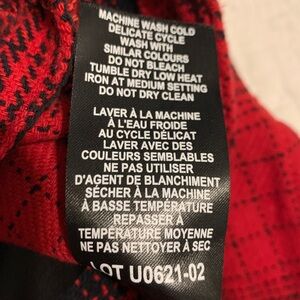 MACHINE WASH COLD
DELICATE CYCLE
WASH WITH
SIMILAR COLOURS
DO NOT BLEACH
TUMBLE DRY LOW HEAT
IRON AT MEDIUM SETTING
DO NOT DRY CLEAN
LAVER À LA MACHINE
À L'EAU FROIDE
AU CYCLE DÉLICAT
LAVER AVEC DES
COULEURS SEMBLABLES
NE PAS UTILISER
D'AGENT DE BLANCHIMENT
SÉCHER À LA MACHINE
À BASSE TEMPÉRATURE
REPASSER À
TEMPÉRATURE MOYENNE
NE PAS NETTOYER À SEC
LOT U0621-02